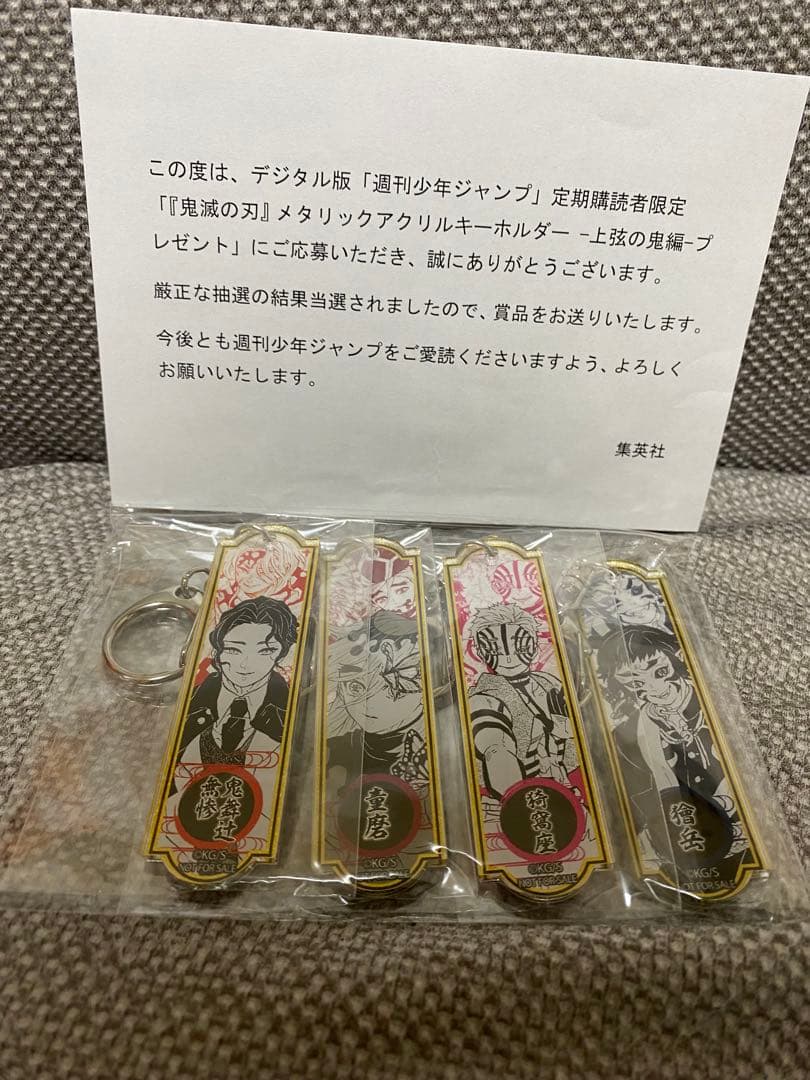 この度は、デジタル版「週刊少年ジャンプ」定期購読者限定
「『鬼滅の刃』メタリックアクリルキーホルダー -上弦の鬼編-プ
レゼント」にご応募いただき、誠にありがとうございます。
厳正な抽選の結果当選されましたので、賞品をお送りいたします。
今後とも週刊少年ジャンプをご愛読くださいますよう、よろしく
お願いいたします。
集英社
鬼舞辻
無惨
©KG/S
NOT FOR SALE
童磨
©KG/S
NOT FOR SALE
猗窩座
©KG/S
NOT FOR SALE
獪岳
©KG/S
NOT FOR SALE